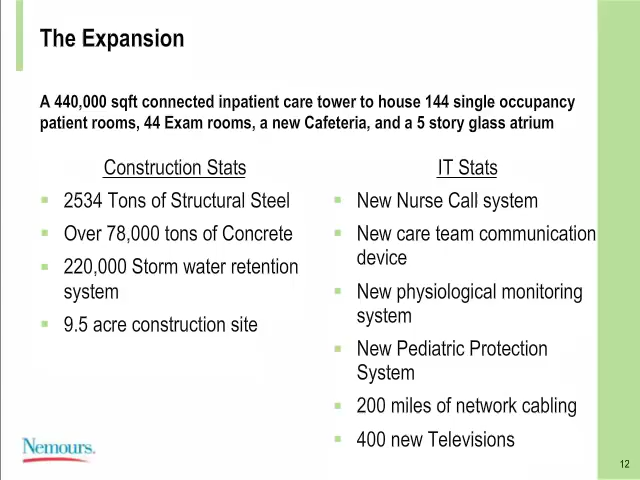 The Expansion
A 440,000 sqft connected inpatient care tower to house 144 single occupancy
patient rooms, 44 Exam rooms, a new Cafeteria, and a 5 story glass atrium
Construction Stats
2534 Tons of Structural Steel
Over 78,000 tons of Concrete
220,000 Storm water retention
system
9.5 acre construction site
IT Stats
New Nurse Call system
New care team communication
device
New physiological monitoring
system
New Pediatric Protection
System
200 miles of network cabling
400 new Televisions
Nemours.
12